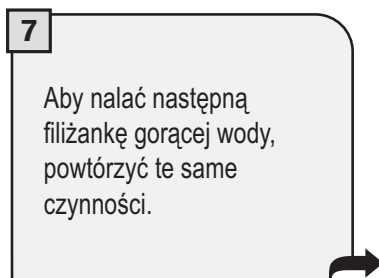 7
Aby nalać następną
filiżankę gorącej wody,
powtórzyć te same
czynności.